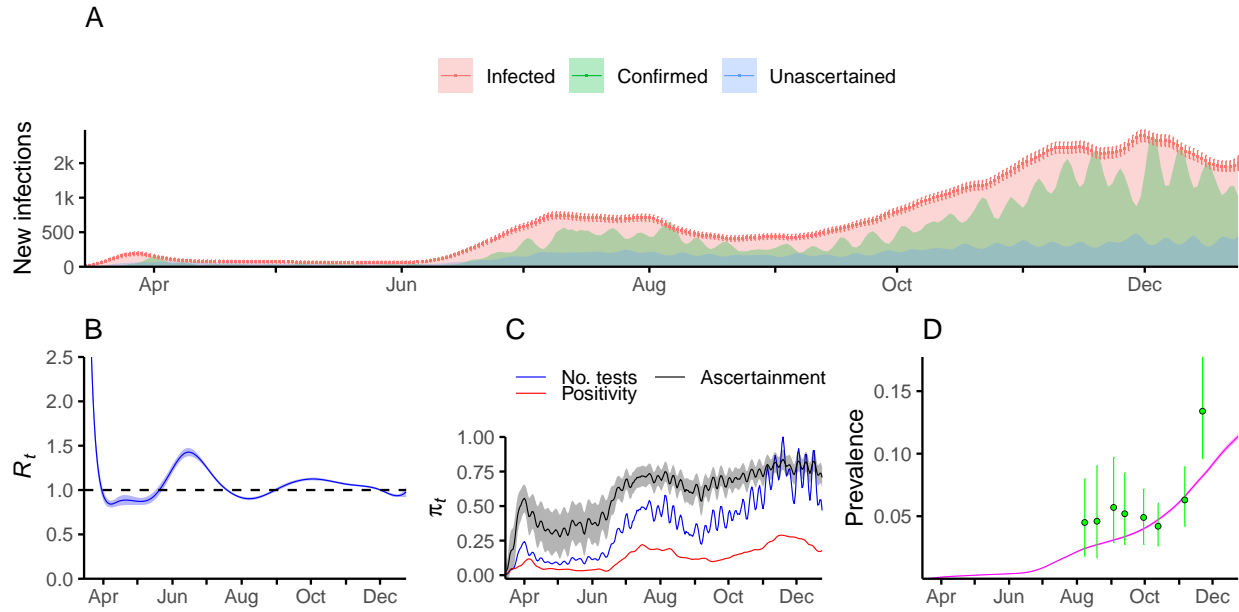 A
Infected Confirmed Unascertained
New infections
2k
1k
500
0
Apr Jun Aug Oct Dec
B
R_t
2.5
2.0
1.5
1.0
0.5
0.0
Apr Jun Aug Oct Dec
C
No. tests Ascertainment
Positivity
π_t
1.00
0.75
0.50
0.25
0.00
Apr Jun Aug Oct Dec
D
Prevalence
0.15
0.10
0.05
Apr Jun Aug Oct Dec